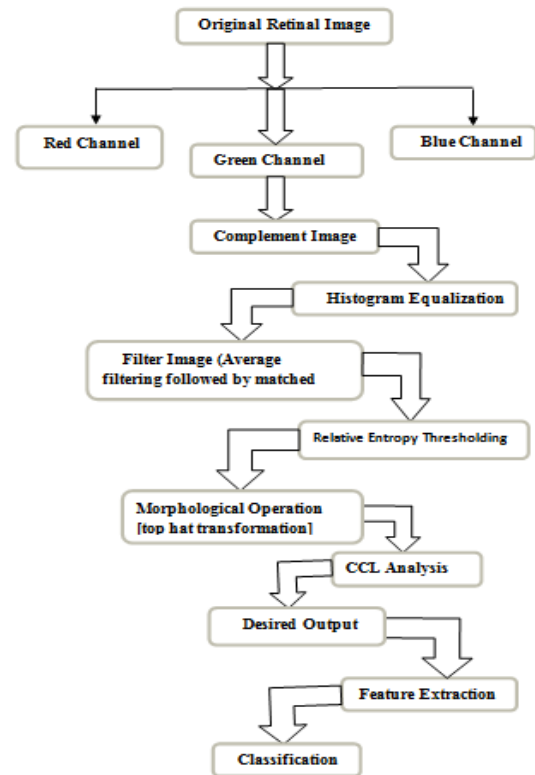 Original Retinal Image
Red Channel
Green Channel
Blue Channel
Complement Image
Histogram Equalization
Filter Image (Average
filtering followed by matched
Relative Entropy Thresholding
Morphological Operation
[top hat transformation]
CCL Analysis
Desired Output
Feature Extraction
Classification